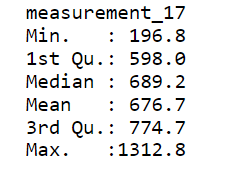 measurement_17
Min.   : 196.8
1st Qu.: 598.0
Median : 689.2
Mean   : 676.7
3rd Qu.: 774.7
Max.   :1312.8